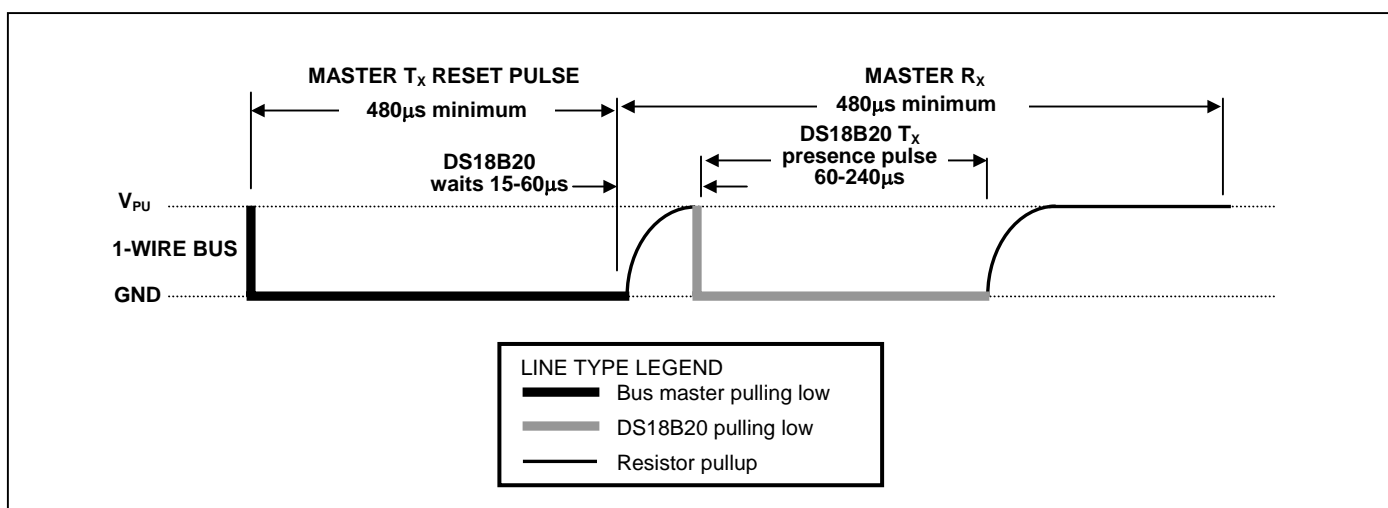 MASTER TX RESET PULSE
480μs minimum
MASTER RX
480μs minimum
DS18B20 TX
presence pulse
60-240μs
DS18B20
waits 15-60μs
VPU
1-WIRE BUS
GND
LINE TYPE LEGEND
Bus master pulling low
DS18B20 pulling low
Resistor pullup